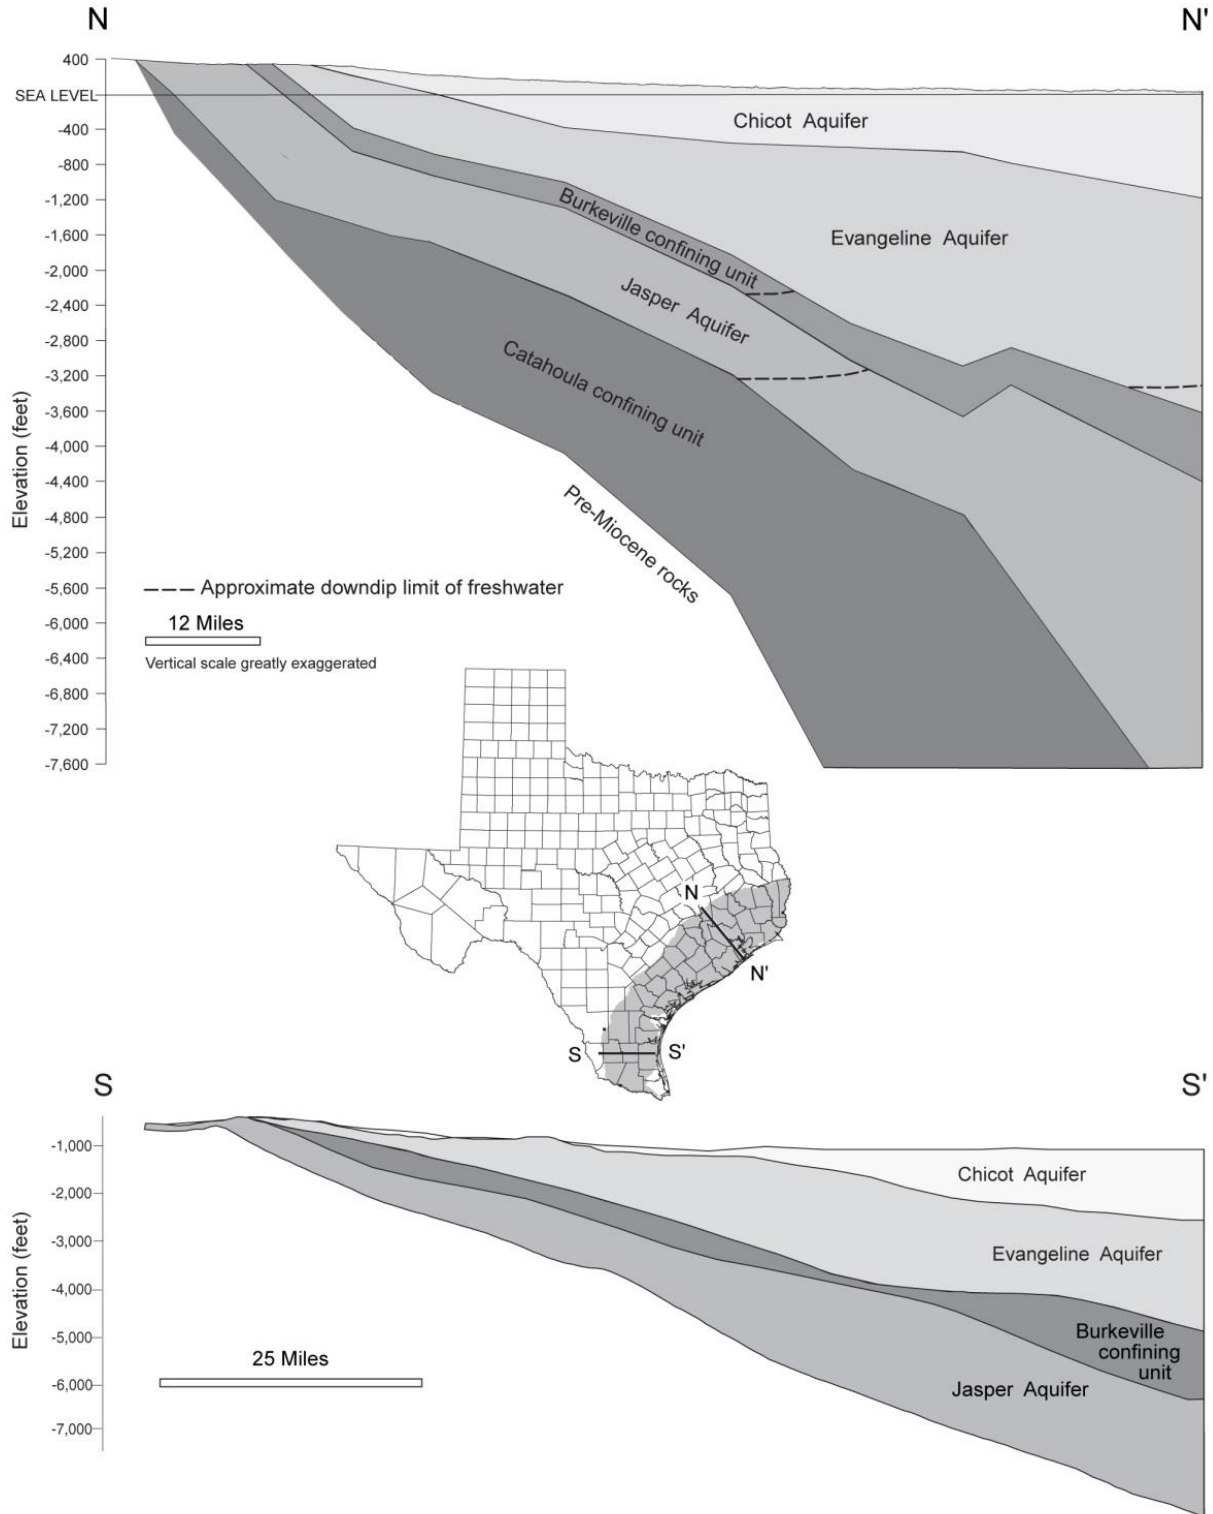 N
N'
400
SEA LEVEL
-400
-800
-1,200
-1,600
-2,000
-2,400
-2,800
-3,200
-3,600
-4,000
-4,400
-4,800
-5,200
-5,600
-6,000
-6,400
-6,800
-7,200
-7,600
Elevation (feet)
Chicot Aquifer
Evangeline Aquifer
Burkeville confining unit
Jasper Aquifer
Catahoula confining unit
Pre-Miocene rocks
Approximate downdip limit of freshwater
12 Miles
Vertical scale greatly exaggerated
N
N'
S
S'
S
S'
-1,000
-2,000
-3,000
-4,000
-5,000
-6,000
-7,000
Elevation (feet)
Chicot Aquifer
Evangeline Aquifer
Burkeville
confining
unit
Jasper Aquifer
25 Miles